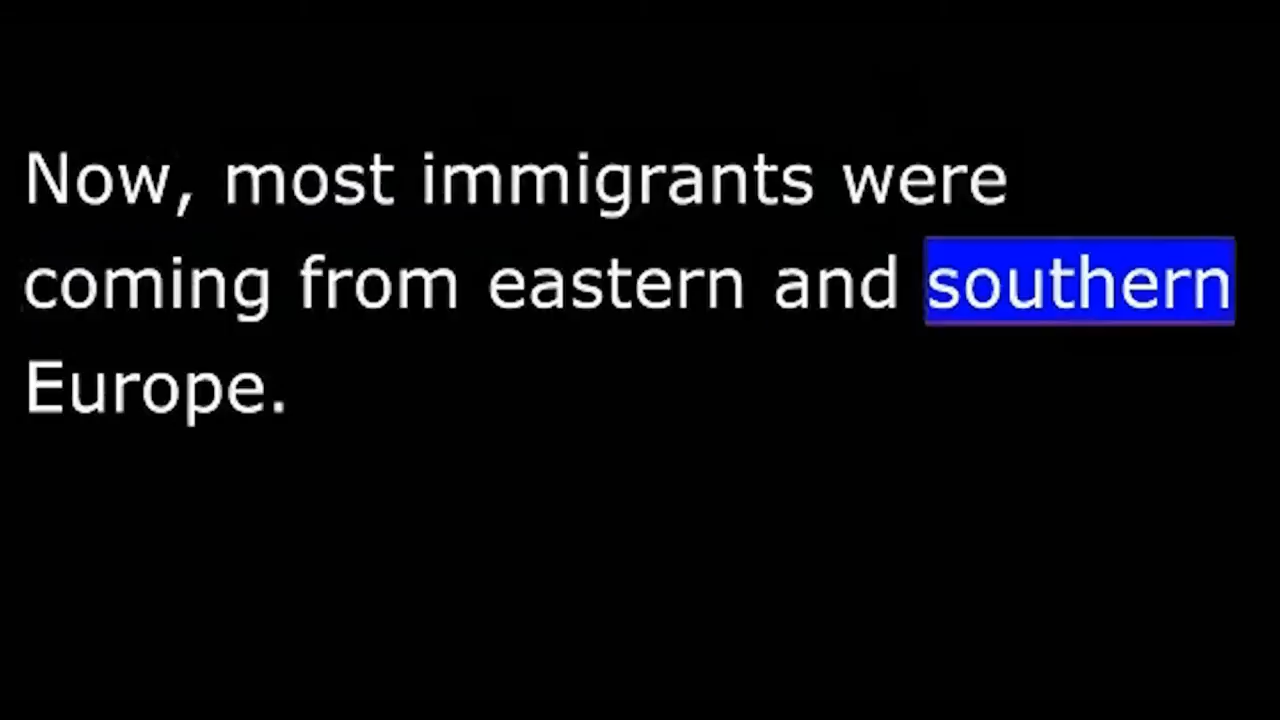 Now, most immigrants were
coming from eastern and southern
Europe.